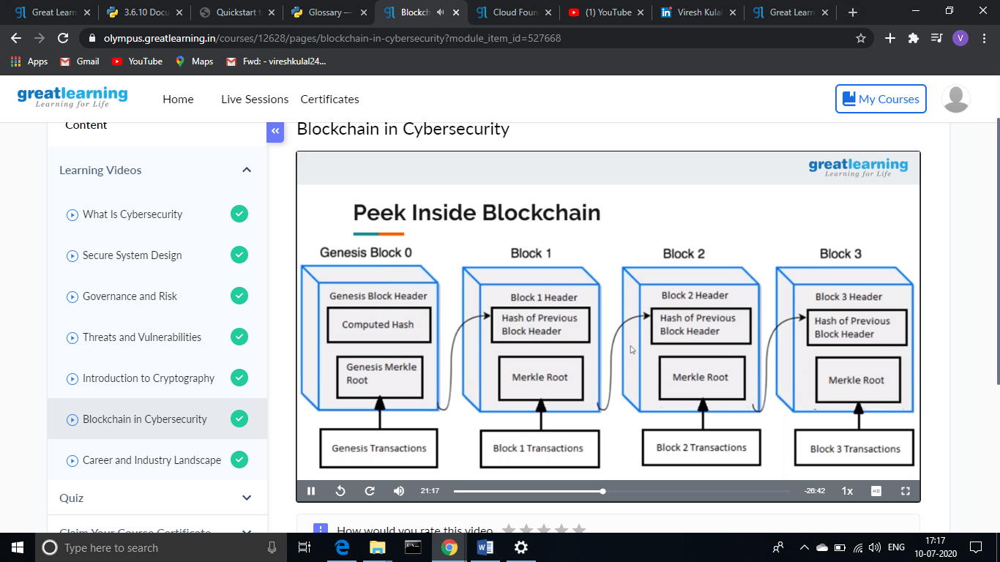 Great Learn
3.6.10 Docu
Quickstart t
Glossary —
Blockch
Cloud Foun
(1) YouTube
Viresh Kulal
Great Learn
olympus.greatlearning.in/courses/12628/pages/blockchain-in-cybersecurity?module_item_id=527668
V
Apps
Gmail
YouTube
Maps
Fwd: - vireshkulal24...
greatlearning
Learning for Life
Home
Live Sessions
Certificates
My Courses
Content
Learning Videos
What Is Cybersecurity
Secure System Design
Governance and Risk
Threats and Vulnerabilities
Introduction to Cryptography
Blockchain in Cybersecurity
Career and Industry Landscape
Quiz
Claim Your Course Certificate
«
Blockchain in Cybersecurity
greatlearning
Learning for Life
Peek Inside Blockchain
Genesis Block 0
Genesis Block Header
Computed Hash
Genesis Merkle
Root
Genesis Transactions
Block 1
Block 1 Header
Hash of Previous
Block Header
Merkle Root
Block 1 Transactions
Block 2
Block 2 Header
Hash of Previous
Block Header
Merkle Root
Block 2 Transactions
Block 3
Block 3 Header
Hash of Previous
Block Header
Merkle Root
Block 3 Transactions
21:17
-26:42
1x
HD
How would you rate this video
Type here to search
ENG
17:17
10-07-2020